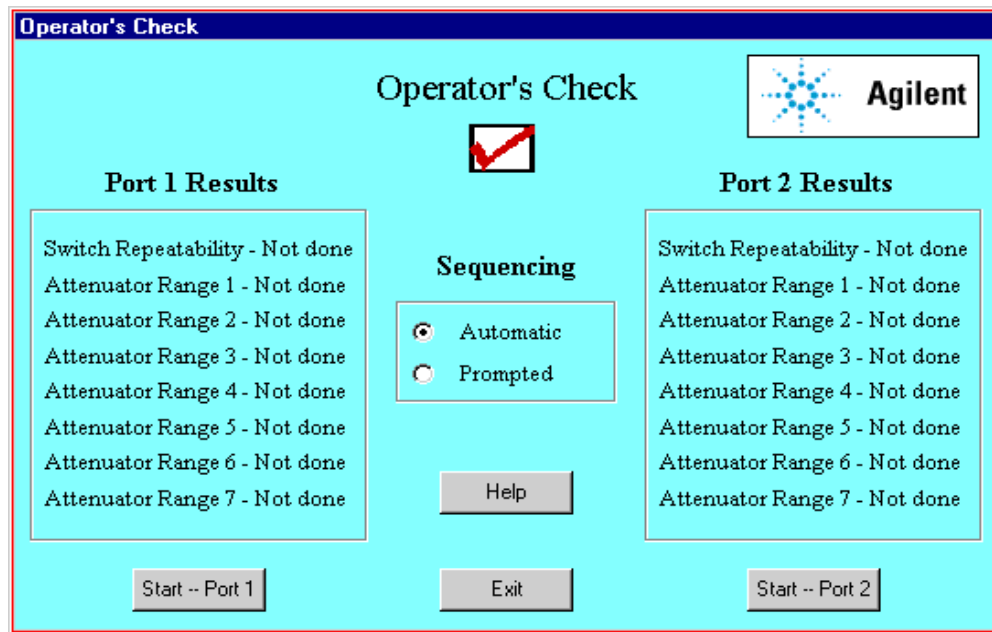 Operator's Check
Operator's Check
Agilent
Port 1 Results
Switch Repeatability - Not done
Attenuator Range 1 - Not done
Attenuator Range 2 - Not done
Attenuator Range 3 - Not done
Attenuator Range 4 - Not done
Attenuator Range 5 - Not done
Attenuator Range 6 - Not done
Attenuator Range 7 - Not done
Start -- Port 1
Sequencing
Automatic
Prompted
Help
Exit
Port 2 Results
Switch Repeatability - Not done
Attenuator Range 1 - Not done
Attenuator Range 2 - Not done
Attenuator Range 3 - Not done
Attenuator Range 4 - Not done
Attenuator Range 5 - Not done
Attenuator Range 6 - Not done
Attenuator Range 7 - Not done
Start -- Port 2